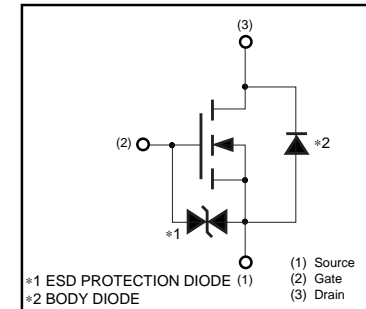 (3)
(2)
∗2
∗1
∗1 ESD PROTECTION DIODE (1)
∗2 BODY DIODE
(1) Source
(2) Gate
(3) Drain